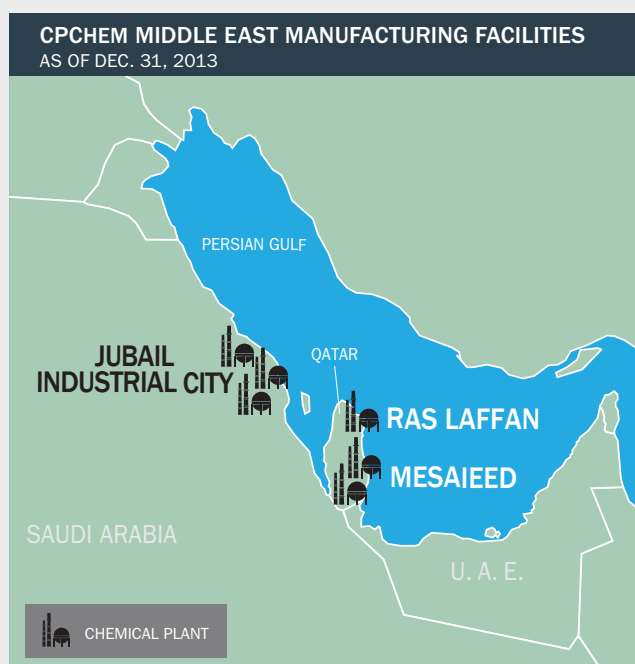 CPCHEM MIDDLE EAST MANUFACTURING FACILITIES
AS OF DEC. 31, 2013
PERSIAN GULF
JUBAIL
INDUSTRIAL CITY
QATAR
RAS LAFFAN
MESAIEED
SAUDI ARABIA
U. A. E.
CHEMICAL PLANT